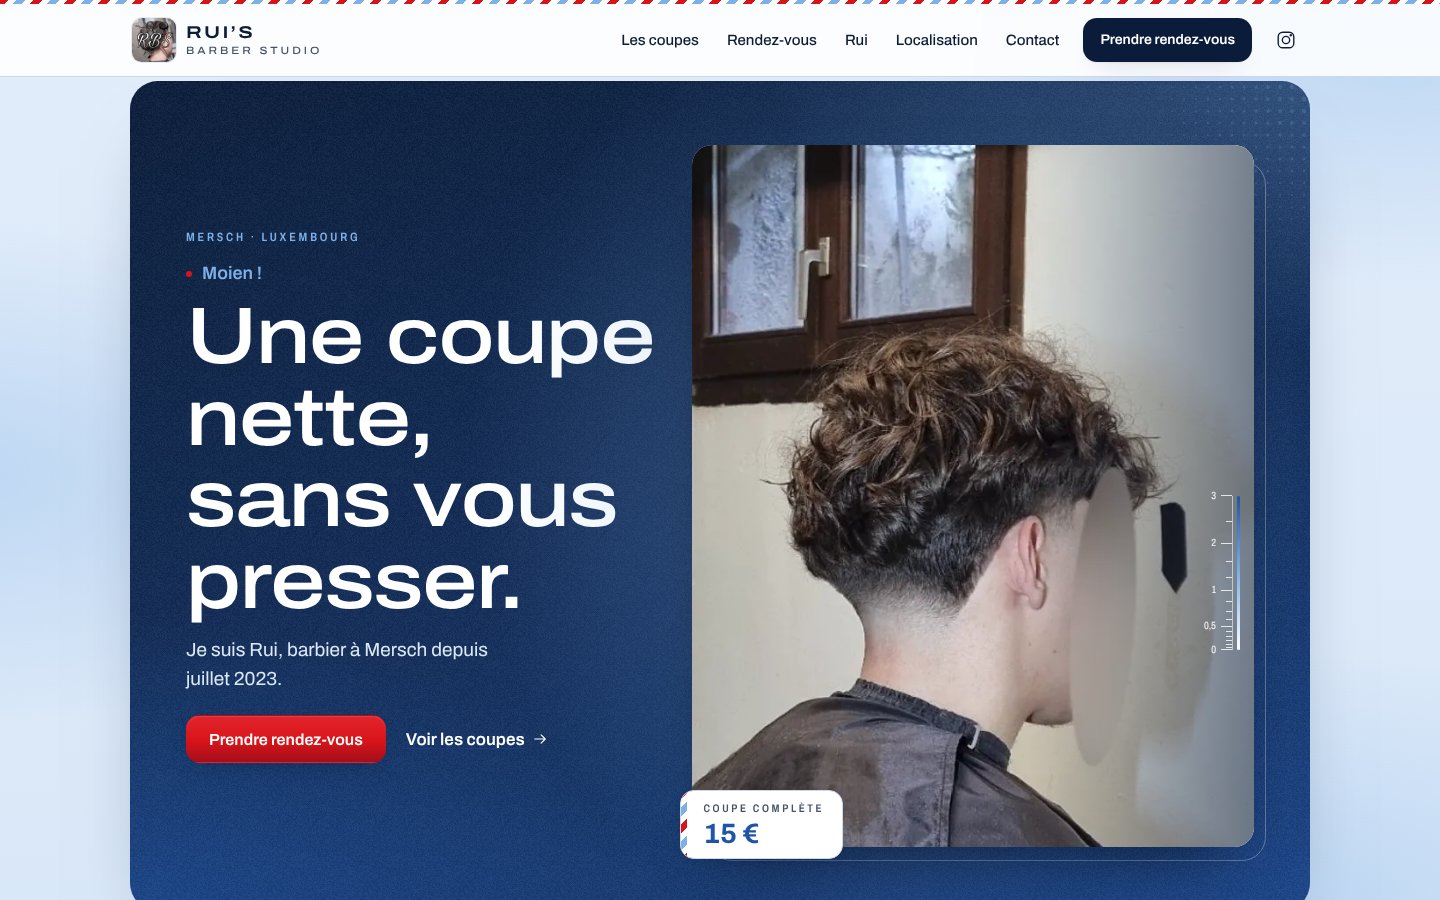 RUI'S
BARBER STUDIO
Les coupes
Rendez-vous
Rui
Localisation
Contact
Prendre rendez-vous
MERSCH · LUXEMBOURG
Moien !
Une coupe
nette,
sans vous
presser.
Je suis Rui, barbier à Mersch depuis
juillet 2023.
Prendre rendez-vous
Voir les coupes →
3
2
1
0,5
0
COUPE COMPLÈTE
15 €